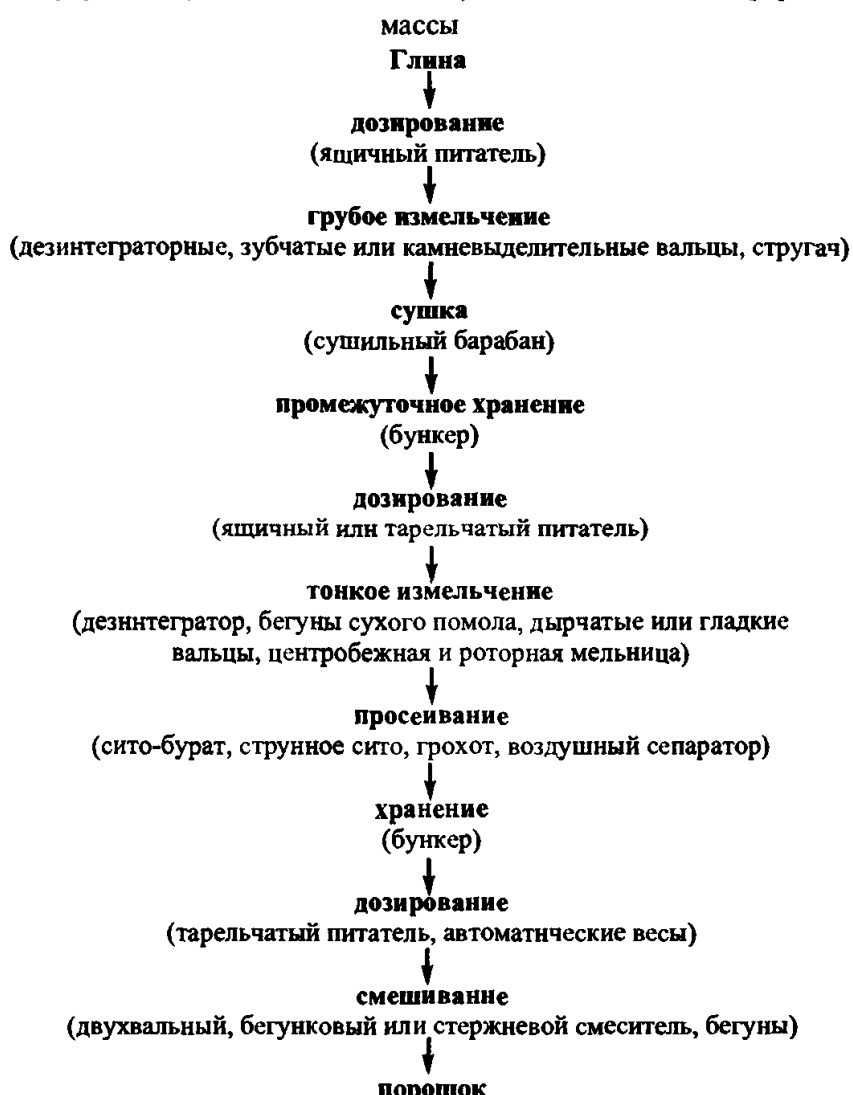 массы
Глина
дозирование
(ящичный питатель)
грубое измельчение
(дезинтеграторные, зубчатые или камневыделительные вальцы, стругач)
сушка
(сушильный барабан)
промежуточное хранение
(бункер)
дозирование
(ящичный или тарельчатый питатель)
тонкое измельчение
(дезинтегратор, бегуны сухого помола, дырчатые или гладкие
вальцы, центробежная и роторная мельница)
просеивание
(сито-бурат, струнное сито, грохот, воздушный сепаратор)
хранение
(бункер)
дозирование
(тарельчатый питатель, автоматические весы)
смешивание
(двухвальный, бегунковый или стержневой смеситель, бегуны)
порошок